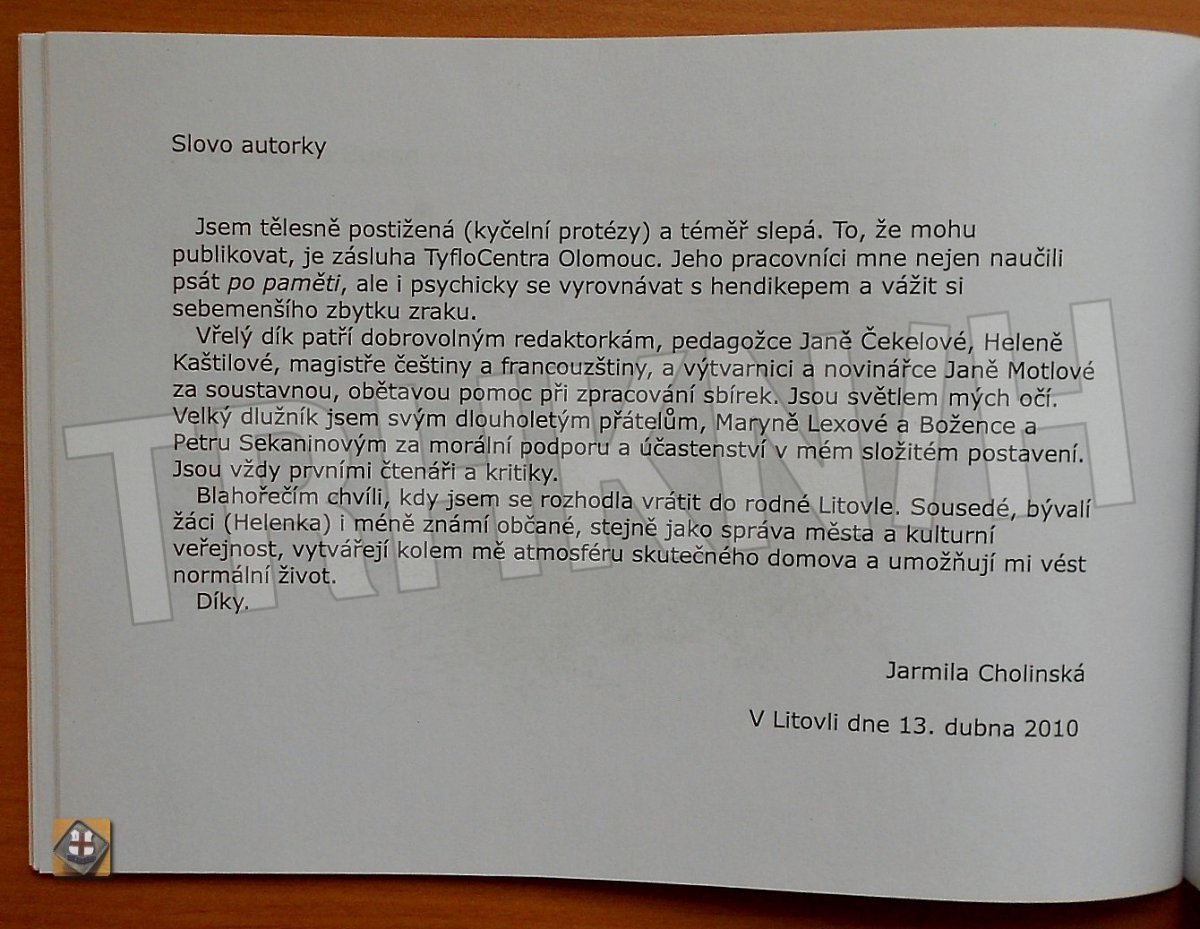 Slovo autorky
Jsem tělesně postižená (kyčelní protézy) a téměř slepá. To, že mohu
publikovat, je zásluha TyfloCentra Olomouc. Jeho pracovníci mne nejen naučili
psát po paměti, ale i psychicky se vyrovnávat s hendikepem a vážit si
sebemenšího zbytku zraku.
Vřelý dík patří dobrovolným redaktorkám, pedagožce Janě Čekelové, Heleně
Kaštilové, magistře češtiny a francouzštiny, a výtvarnici a novinářce Janě Motlové
za soustavnou, obětavou pomoc při zpracování sbírek. Jsou světlem mých očí.
Velký dlužník jsem svým dlouholetým přátelům, Maryně Lexové a Božence a
Petru Sekaninovým za morální podporu a účastenství v mém složitém postavení.
Jsou vždy prvními čtenáři a kritiky.
Blahořečím chvíli, kdy jsem se rozhodla vrátit do rodné Litovle. Sousedé, bývalí
žáci (Helenka) i méně známí občané, stejně jako správa města a kulturní
veřejnost, vytvářejí kolem mě atmosféru skutečného domova a umožňují mi vést
normální život.
Díky.
Jarmila Cholinská
V Litovli dne 13. dubna 2010
TRHKNIH